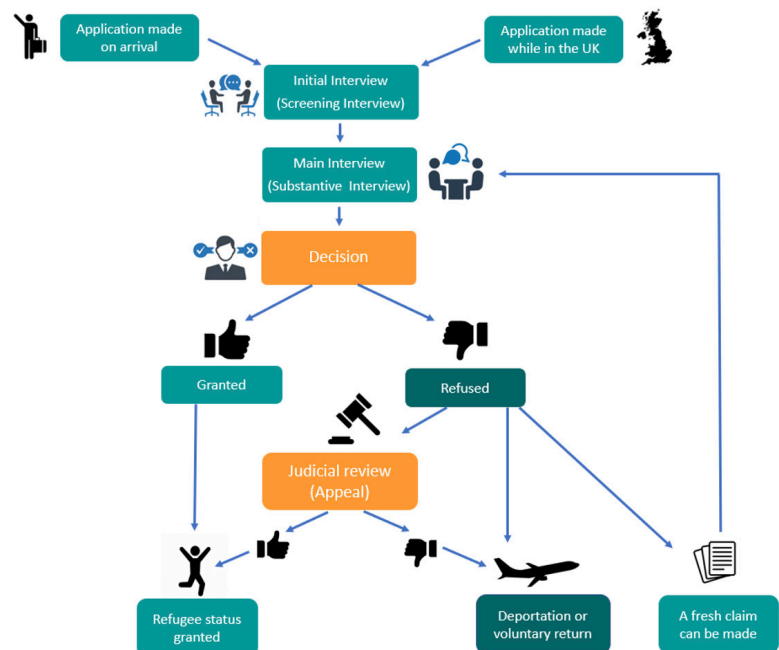 Application made
on arrival
Application made
while in the UK
Initial Interview
(Screening Interview)
Main Interview
(Substantive Interview)
Decision
Granted
Refused
Judicial review
(Appeal)
Refugee status
granted
Deportation or
voluntary return
A fresh claim
can be made